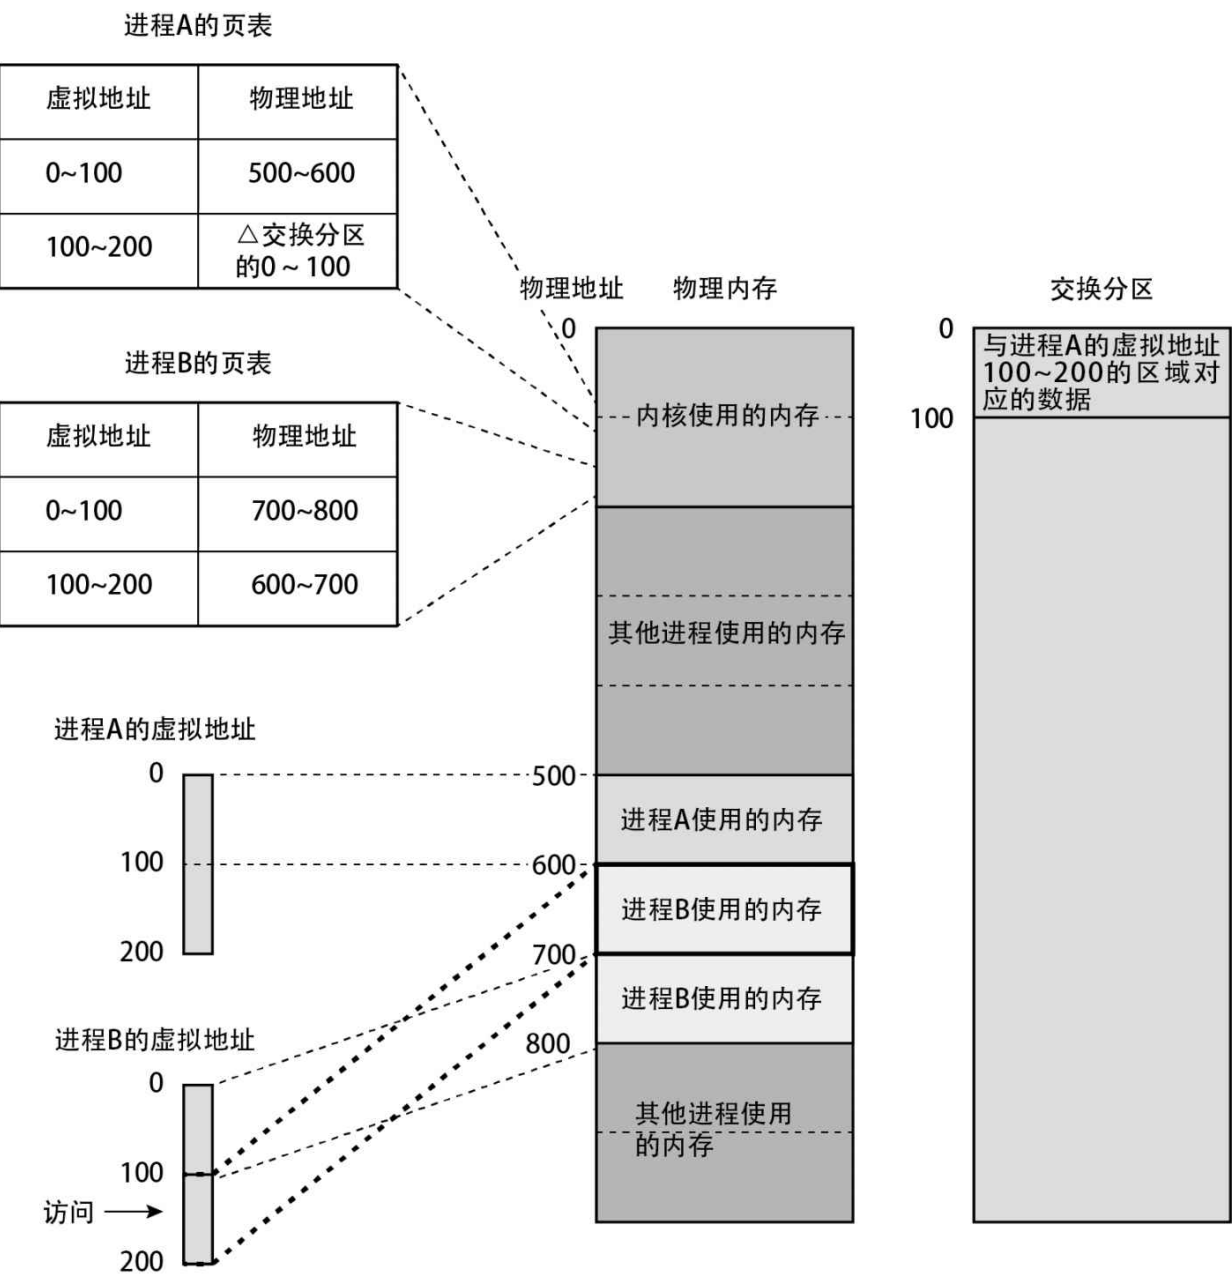 进程A的页表
虚拟地址 物理地址
0~100 500~600
100~200 △交换分区
的0 ~ 100
进程B的页表
虚拟地址 物理地址
0~100 700~800
100~200 600~700
物理地址 物理内存 交换分区
0
内核使用的内存
其他进程使用的内存
500
进程A使用的内存
600
进程B使用的内存
700
进程B使用的内存
800
其他进程使用
的内存
0
与进程A的虚拟地址
100~200的区域对
应的数据
100
进程A的虚拟地址
0
100
200
进程B的虚拟地址
0
100
访问
200